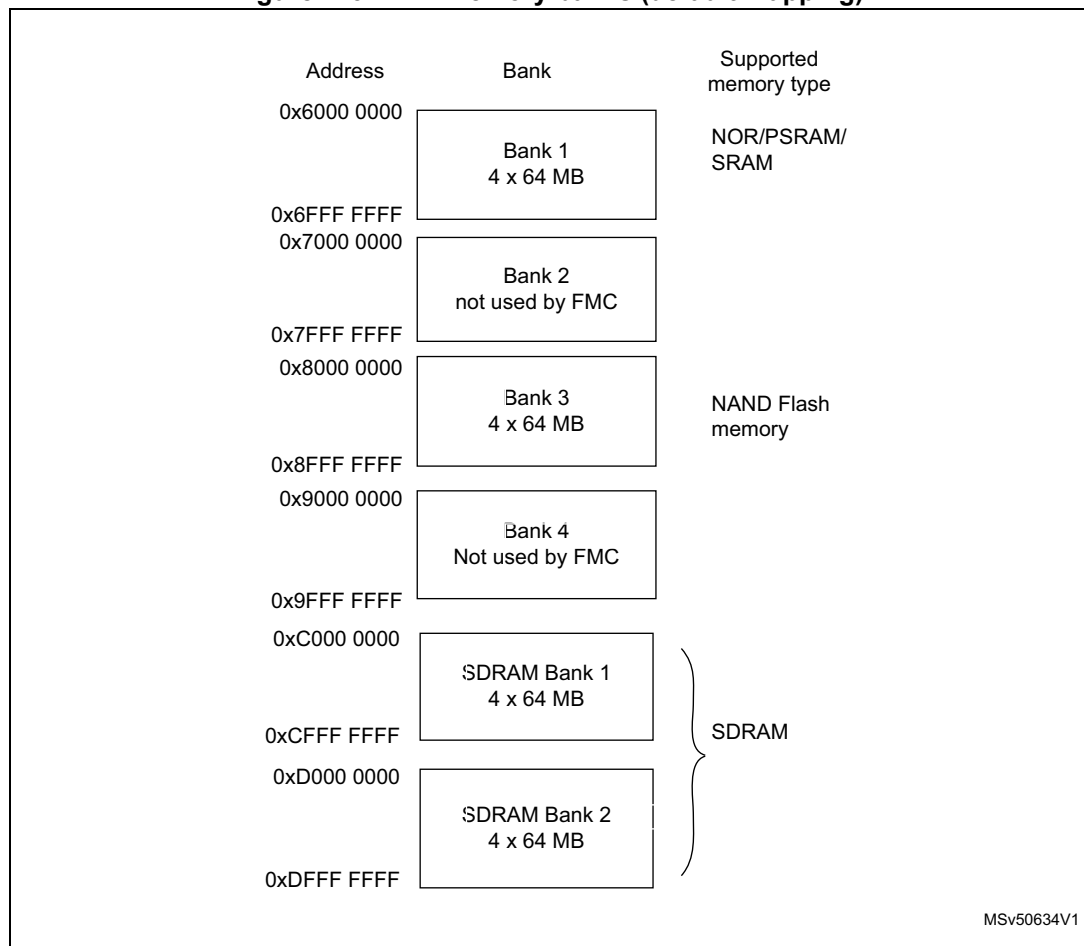 Address Bank Supported
memory type
0x6000 0000
Bank 1
4 x 64 MB
NOR/PSRAM/
SRAM
0x6FFF FFFF
0x7000 0000
Bank 2
not used by FMC
0x7FFF FFFF
0x8000 0000
Bank 3
4 x 64 MB
NAND Flash
memory
0x8FFF FFFF
0x9000 0000
Bank 4
Not used by FMC
0x9FFF FFFF
0xC000 0000
SDRAM Bank 1
4 x 64 MB
0xCFFF FFFF
SDRAM
0xD000 0000
SDRAM Bank 2
4 x 64 MB
0xDFFF FFFF
MSv50634V1